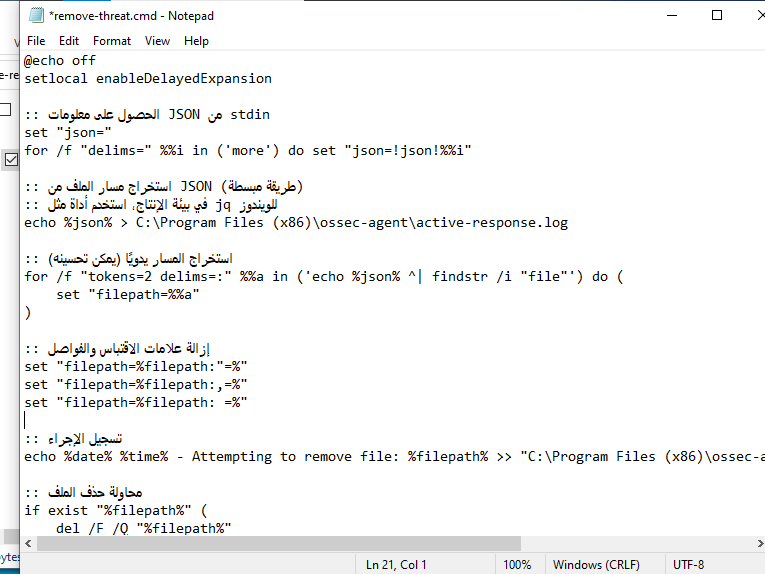 *remove-threat.cmd - Notepad
File Edit Format View Help
@echo off
setlocal enableDelayedExpansion
:: الحصول على معلومات JSON من stdin
set "json="
for /f "delims=" %%i in ('more') do set "json=!json!%%i"
:: استخراج مسار الملف من JSON (طريقة مبسطة)
:: في بيئة الإنتاج، استخدم أداة مثل jq للويندوز
echo %json% > C:\Program Files (x86)\ossec-agent\active-response.log
:: استخراج المسار يدويًا (يمكن تحسينه)
for /f "tokens=2 delims=:" %%a in ('echo %json% ^| findstr /i "file"') do (
set "filepath=%%a"
)
:: إزالة علامات الاقتباس والفواصل
set "filepath=%filepath:"=%"
set "filepath=%filepath:,=%"
set "filepath=%filepath: =%"
:: تسجيل الإجراء
echo %date% %time% - Attempting to remove file: %filepath% >> "C:\Program Files (x86)\ossec-a
:: محاولة حذف الملف
if exist "%filepath%" (
del /F /Q "%filepath%"
Ln 21, Col 1 100% Windows (CRLF) UTF-8